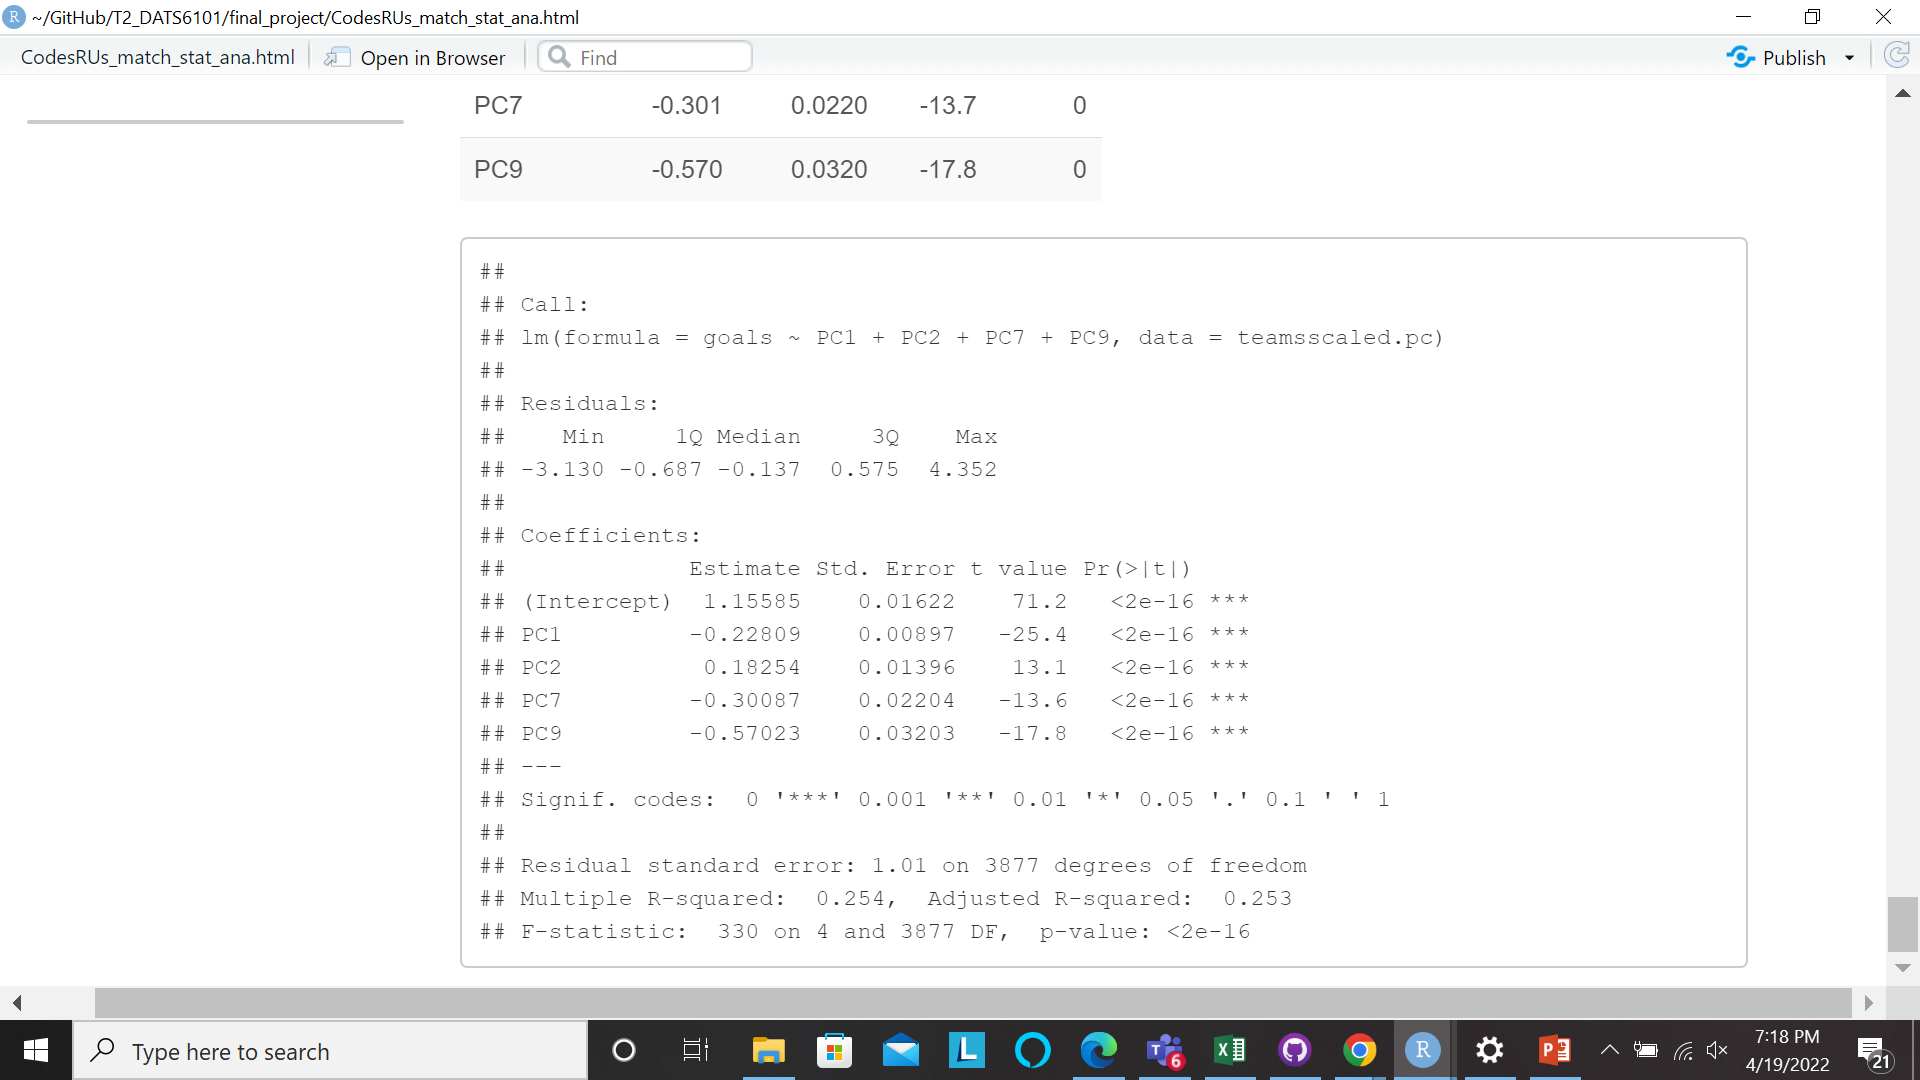 ~/GitHub/T2_DATS6101/final_project/CodesRUs_match_stat_ana.html
CodesRUs_match_stat_ana.html Open in Browser Find Publish
PC7 -0.301 0.0220 -13.7 0
PC9 -0.570 0.0320 -17.8 0
##
## Call:
## lm(formula = goals ~ PC1 + PC2 + PC7 + PC9, data = teamsscaled.pc)
##
## Residuals:
##    Min     1Q Median     3Q    Max
## -3.130 -0.687 -0.137  0.575  4.352
##
## Coefficients:
##             Estimate Std. Error t value Pr(>|t|)
## (Intercept)  1.15585    0.01622    71.2   <2e-16 ***
## PC1         -0.22809    0.00897   -25.4   <2e-16 ***
## PC2          0.18254    0.01396    13.1   <2e-16 ***
## PC7         -0.30087    0.02204   -13.6   <2e-16 ***
## PC9         -0.57023    0.03203   -17.8   <2e-16 ***
## ---
## Signif. codes:  0 '***' 0.001 '**' 0.01 '*' 0.05 '.' 0.1 ' ' 1
##
## Residual standard error: 1.01 on 3877 degrees of freedom
## Multiple R-squared:  0.254, Adjusted R-squared:  0.253
## F-statistic:  330 on 4 and 3877 DF,  p-value: <2e-16
Type here to search
7:18 PM
4/19/2022
6
21